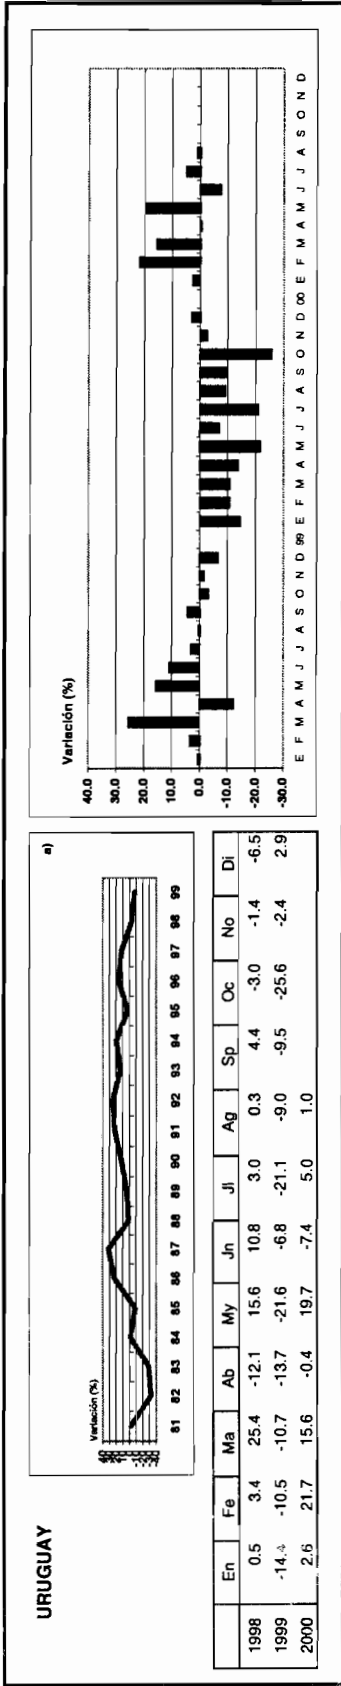 URUGUAY
Variación (%)
a)
81 82 83 84 85 86 87 88 89 90 91 92 93 94 95 96 97 98 99
En Fe Ma Ab My Jn Jl Ag Sp Oc No Di
1998 0.5 3.4 25.4 -12.1 15.6 10.8 3.0 0.3 4.4 -3.0 -1.4 -6.5
1999 -14.4 -10.5 -10.7 -13.7 -21.6 -6.8 -21.1 -9.0 -9.5 -25.6 -2.4 2.9
2000 2.6 21.7 15.6 -0.4 19.7 -7.4 5.0 1.0
Variación (%)
40.0
30.0
20.0
10.0
0.0
-10.0
-20.0
-30.0
E F M A M J J A S O N D 99 E F M A M J J A S O N D 00 E F M A M J J A S O N D